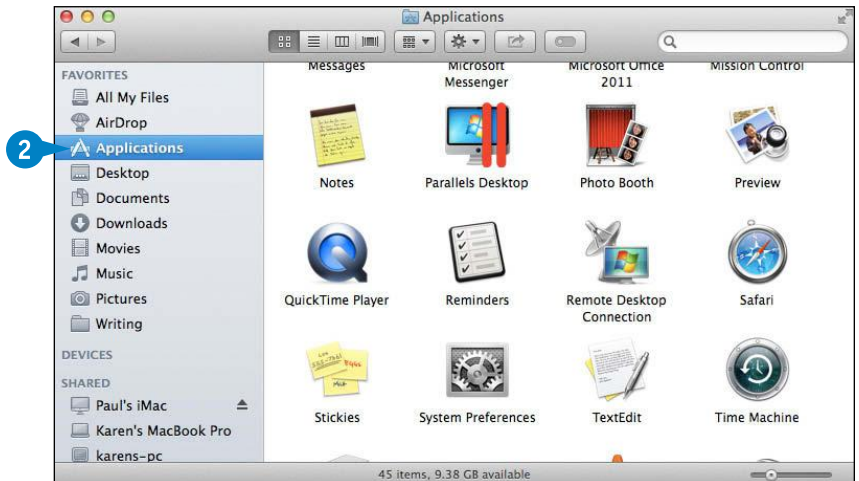 Applications
FAVORITES
All My Files
AirDrop
2
Applications
Desktop
Documents
Downloads
Movies
Music
Pictures
Writing
DEVICES
SHARED
Paul's iMac
Karen's MacBook Pro
karens-pc
Messages
Microsoft
Messenger
Microsoft Office
2011
Mission Control
Notes
Parallels Desktop
Photo Booth
Preview
QuickTime Player
Reminders
Remote Desktop
Connection
Safari
Stickies
System Preferences
TextEdit
Time Machine
45 items, 9.38 GB available